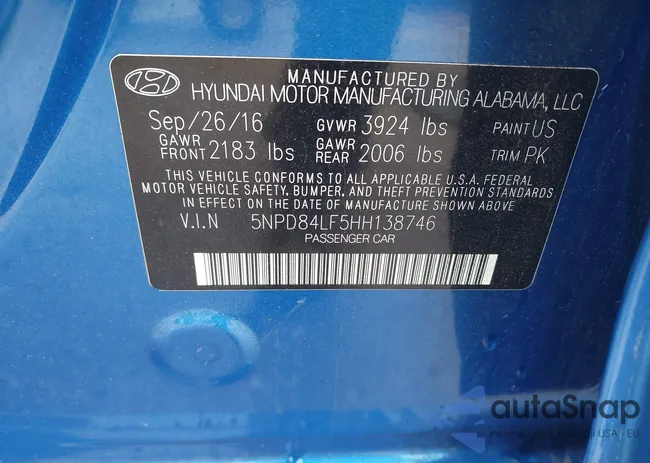 MANUFACTURED BY
HYUNDAI MOTOR MANUFACTURING ALABAMA, LLC
Sep/26/16 GVWR 3924 lbs PAINT US
GAWR FRONT 2183 lbs GAWR REAR 2006 lbs TRIM PK
THIS VEHICLE CONFORMS TO ALL APPLICABLE U.S.A. FEDERAL
MOTOR VEHICLE SAFETY, BUMPER, AND THEFT PREVENTION STANDARDS
IN EFFECT ON THE DATE OF MANUFACTURE SHOWN ABOVE.
V.I.N 5NPD84LF5HH138746
PASSENGER CAR
autoSnap
USA • EU